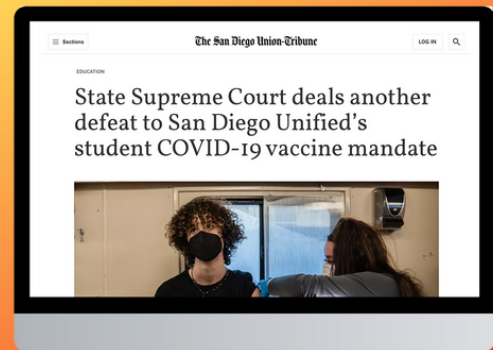 Sections
The San Diego Union-Tribune
LOG IN
EDUCATION
State Supreme Court deals another
defeat to San Diego Unified’s
student COVID-19 vaccine mandate